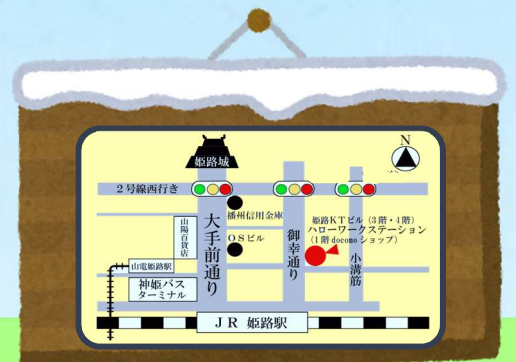 N
姫路城
2号線西行き
播州信用金庫
姫路KTビル(3階・4階)
ハローワークステーション
(1階docomoショップ)
山陽百貨店
大手前通り
OSビル
御幸通り
小溝筋
山電姫路駅
神姫バス
ターミナル
JR 姫路駅